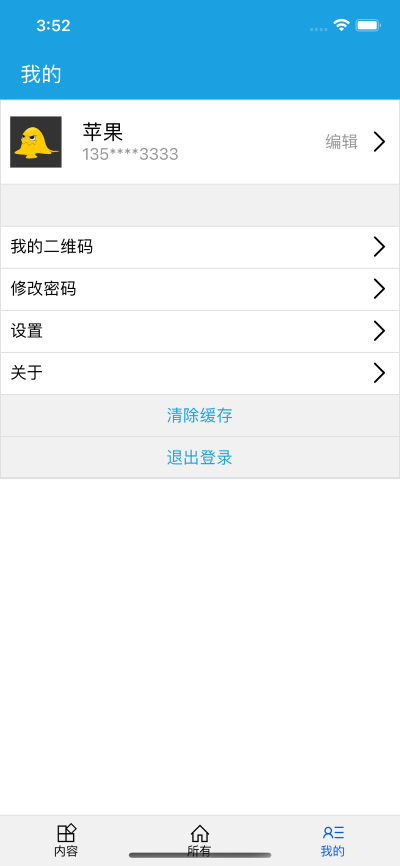 3:52
我的
苹果
135****3333
编辑
我的二维码
修改密码
设置
关于
清除缓存
退出登录
内容
所有
我的